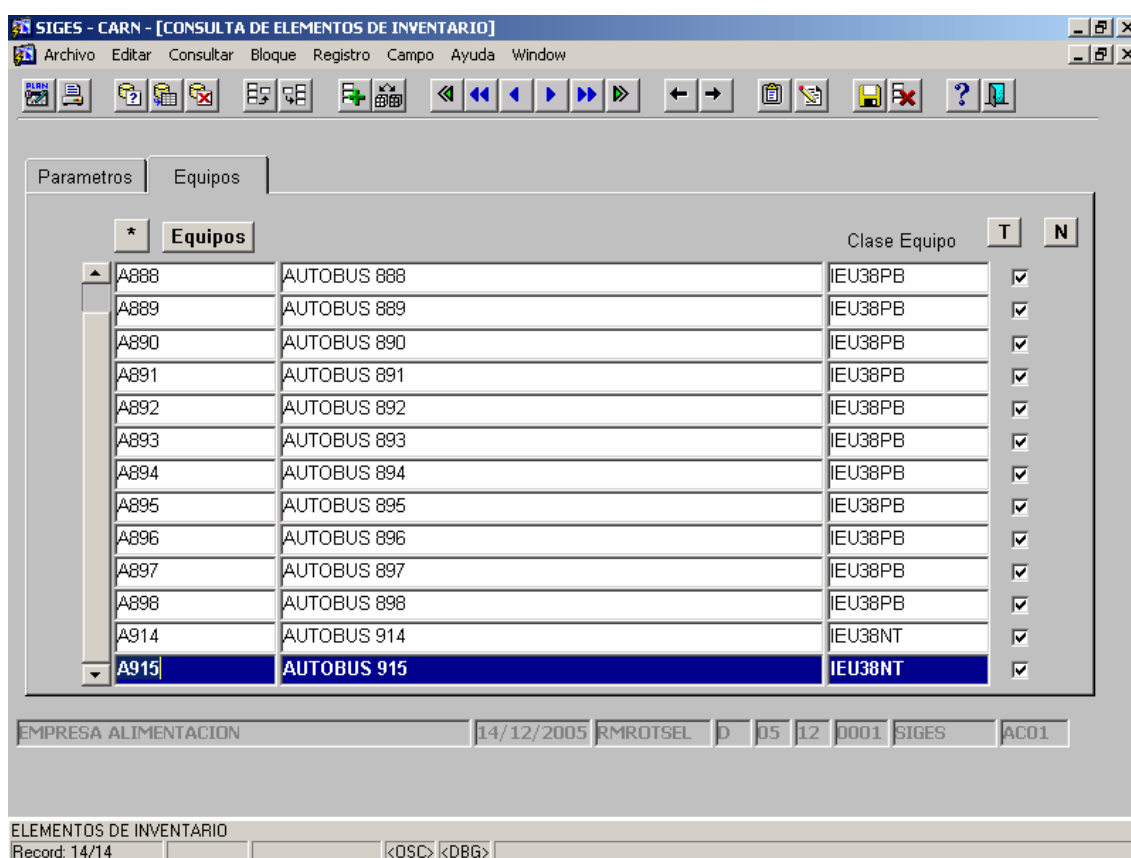 SIGES - CARN - [CONSULTA DE ELEMENTOS DE INVENTARIO]
Archivo Editar Consultar Bloque Registro Campo Ayuda Window
PLAN
Parametros Equipos
* Equipos Clase Equipo T N
A888 AUTOBUS 888 IEU38PB
A889 AUTOBUS 889 IEU38PB
A890 AUTOBUS 890 IEU38PB
A891 AUTOBUS 891 IEU38PB
A892 AUTOBUS 892 IEU38PB
A893 AUTOBUS 893 IEU38PB
A894 AUTOBUS 894 IEU38PB
A895 AUTOBUS 895 IEU38PB
A896 AUTOBUS 896 IEU38PB
A897 AUTOBUS 897 IEU38PB
A898 AUTOBUS 898 IEU38PB
A914 AUTOBUS 914 IEU38NT
A915 AUTOBUS 915 IEU38NT
EMPRESA ALIMENTACION 14/12/2005 RMROTSEL D 05 12 0001 SIGES AC01
ELEMENTOS DE INVENTARIO
Record: 14/14 <OSC> <DBG>